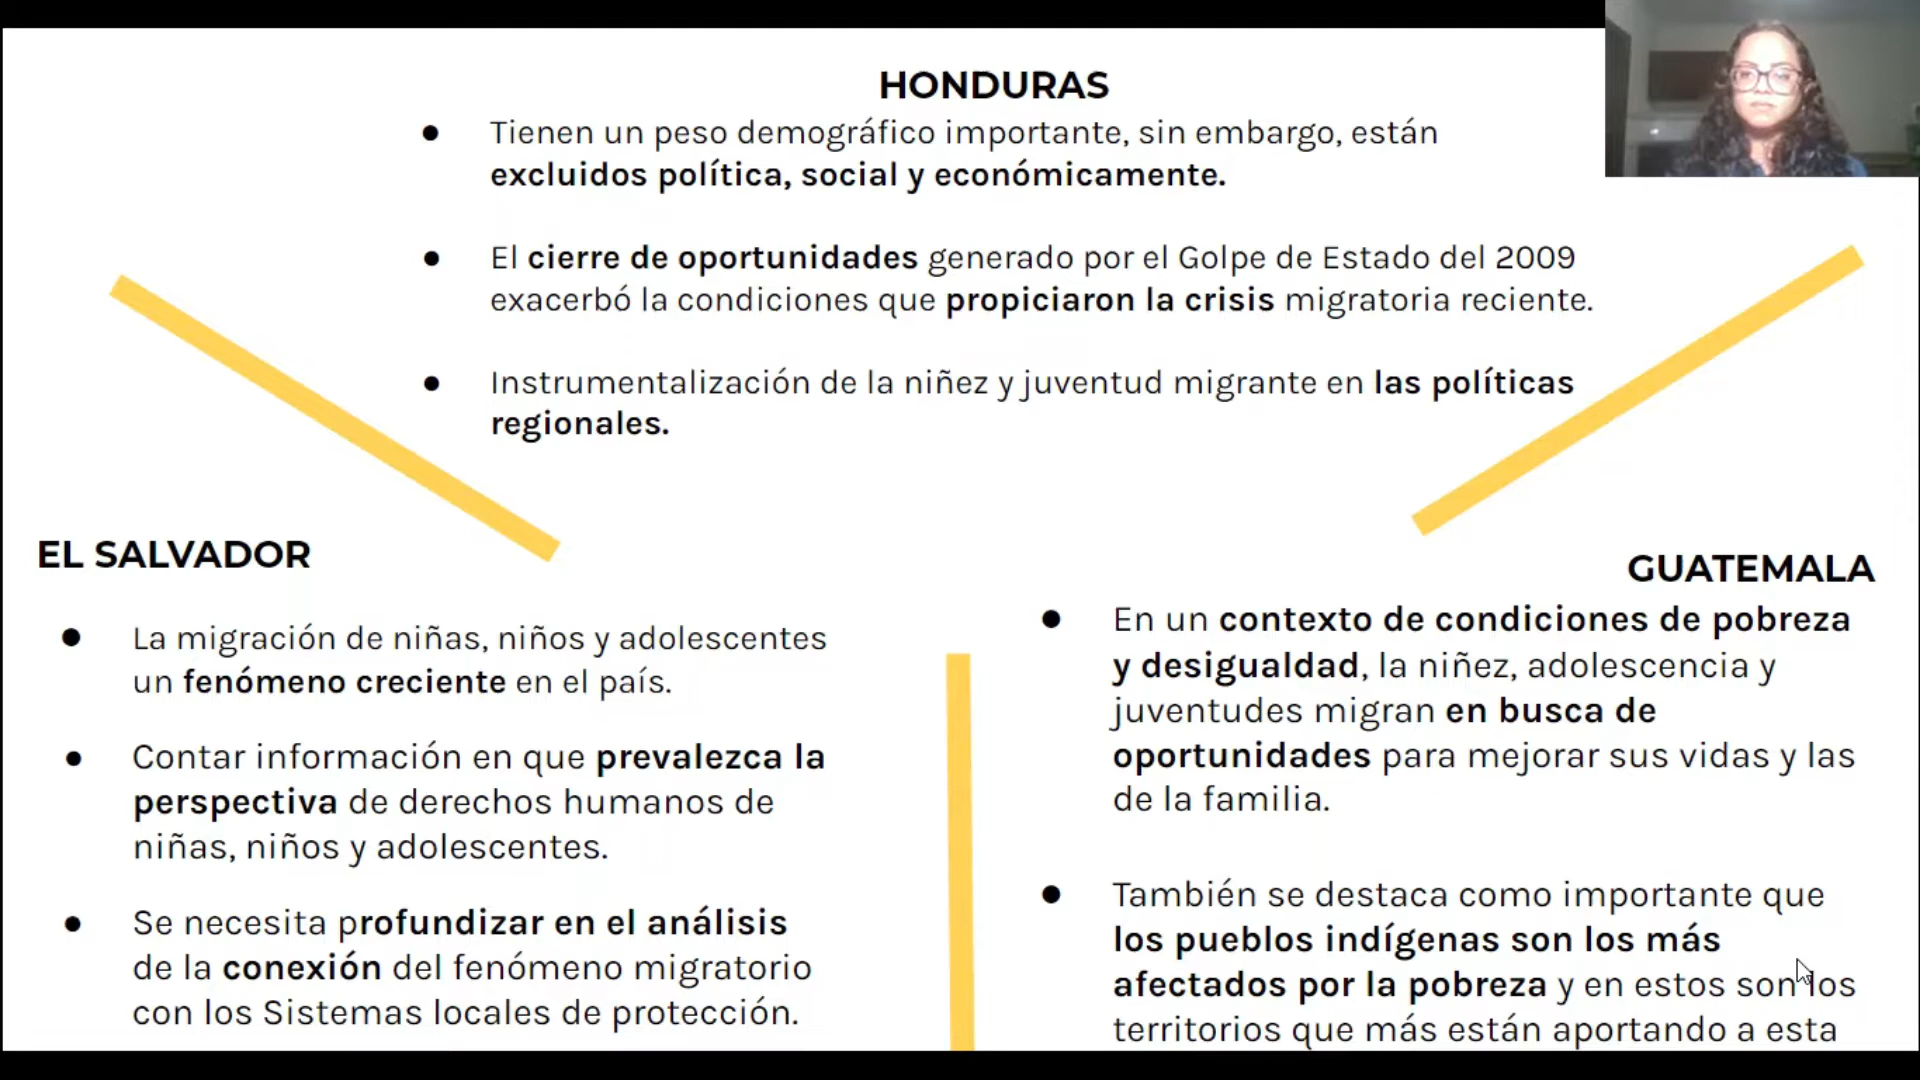 HONDURAS
● Tienen un peso demográfico importante, sin embargo, están
excluidos política, social y económicamente.
● El cierre de oportunidades generado por el Golpe de Estado del 2009
exacerbó la condiciones que propiciaron la crisis migratoria reciente.
● Instrumentalización de la niñez y juventud migrante en las políticas
regionales.
EL SALVADOR
● La migración de niñas, niños y adolescentes
un fenómeno creciente en el país.
● Contar información en que prevalezca la
perspectiva de derechos humanos de
niñas, niños y adolescentes.
● Se necesita profundizar en el análisis
de la conexión del fenómeno migratorio
con los Sistemas locales de protección.
GUATEMALA
● En un contexto de condiciones de pobreza
y desigualdad, la niñez, adolescencia y
juventudes migran en busca de
oportunidades para mejorar sus vidas y las
de la familia.
● También se destaca como importante que
los pueblos indígenas son los más
afectados por la pobreza y en estos son los
territorios que más están aportando a esta